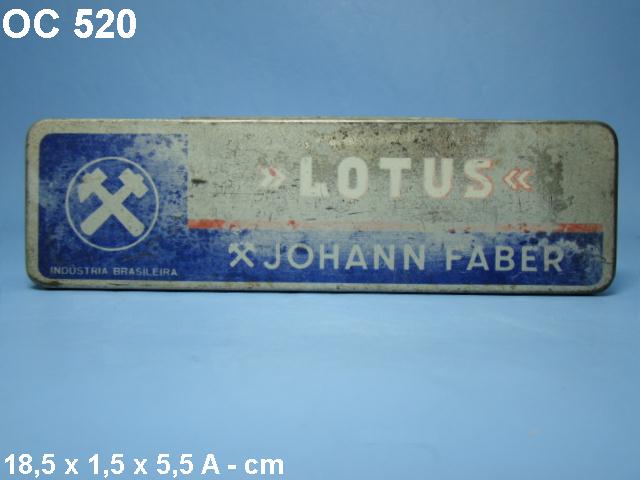 OC 520
»LOTUS«
JOHANN FABER
INDÚSTRIA BRASILEIRA
18,5 x 1,5 x 5,5 A - cm